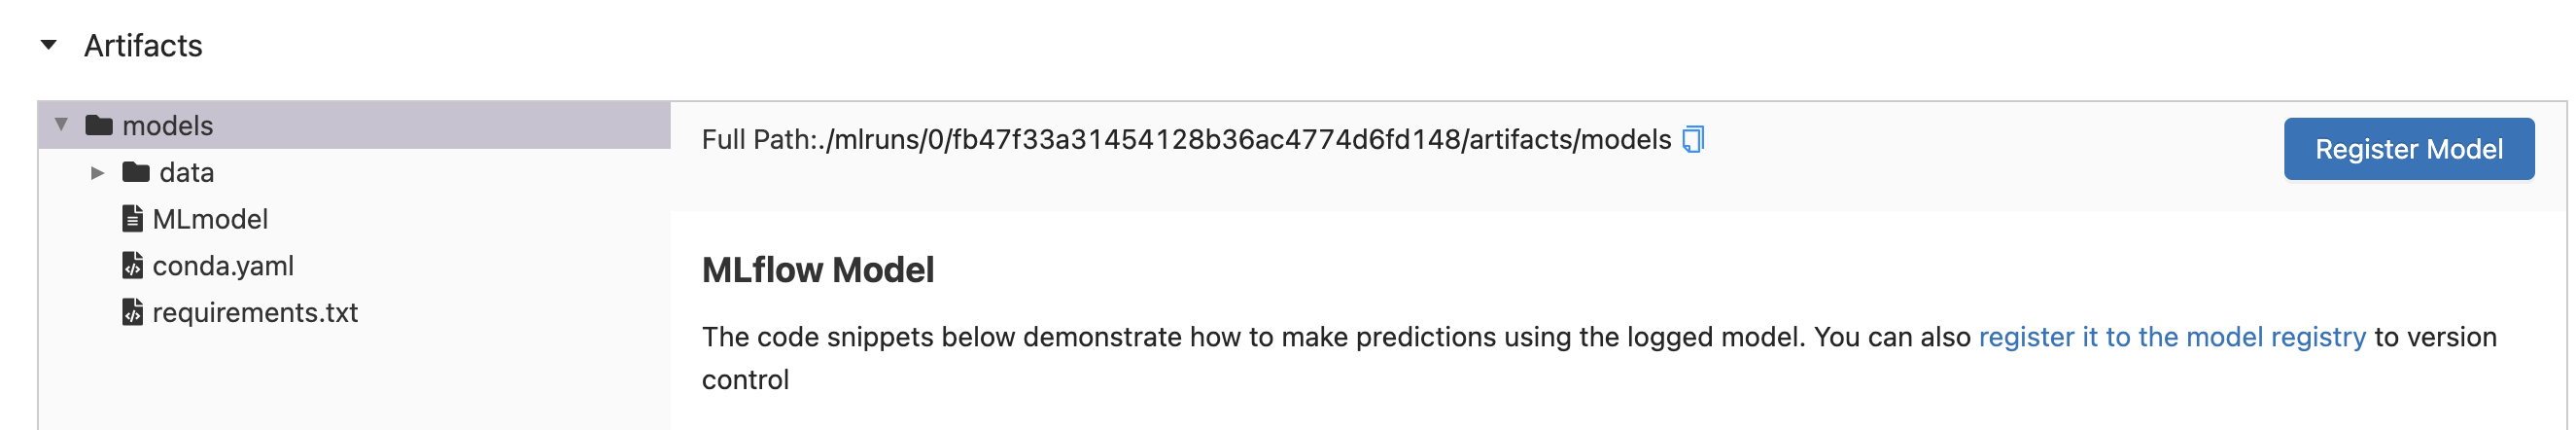 Artifacts
models
data
MLmodel
conda.yaml
requirements.txt
Full Path:./mlruns/0/fb47f33a31454128b36ac4774d6fd148/artifacts/models
Register Model
MLflow Model
The code snippets below demonstrate how to make predictions using the logged model. You can also register it to the model registry to version
control